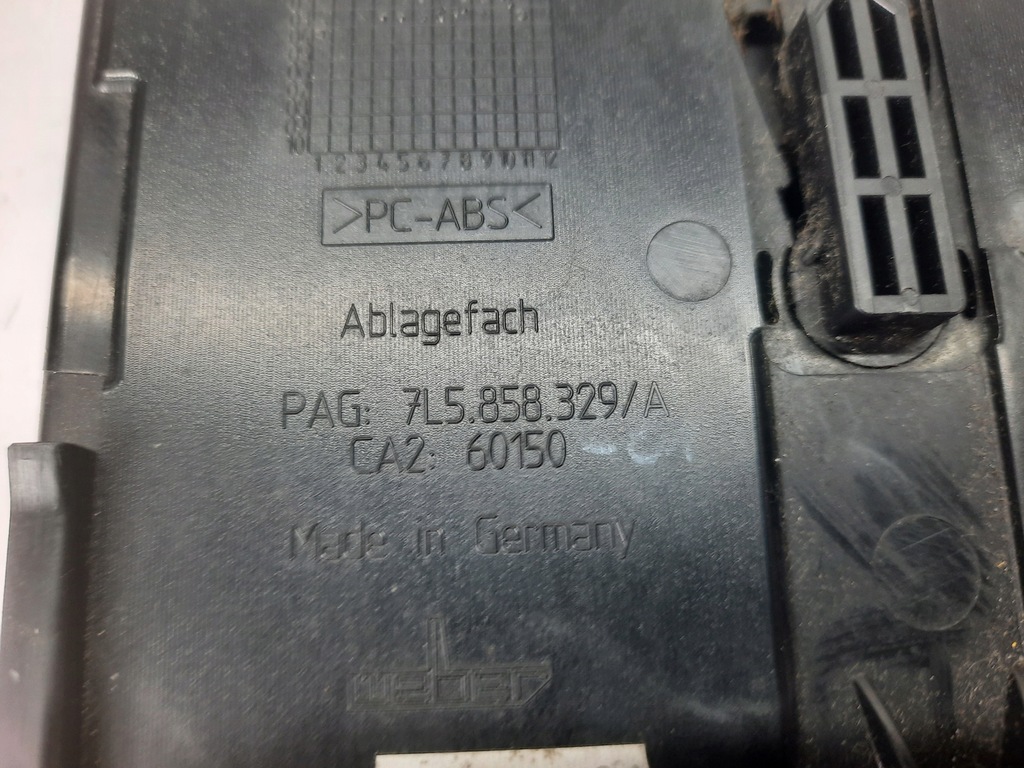 1 2 3 4 5 6 7 8 9 10 11 12
>PC-ABS<
Ablagefach
PAG: 7L5.858.329/A
CA2: 60150
Made in Germany
weber